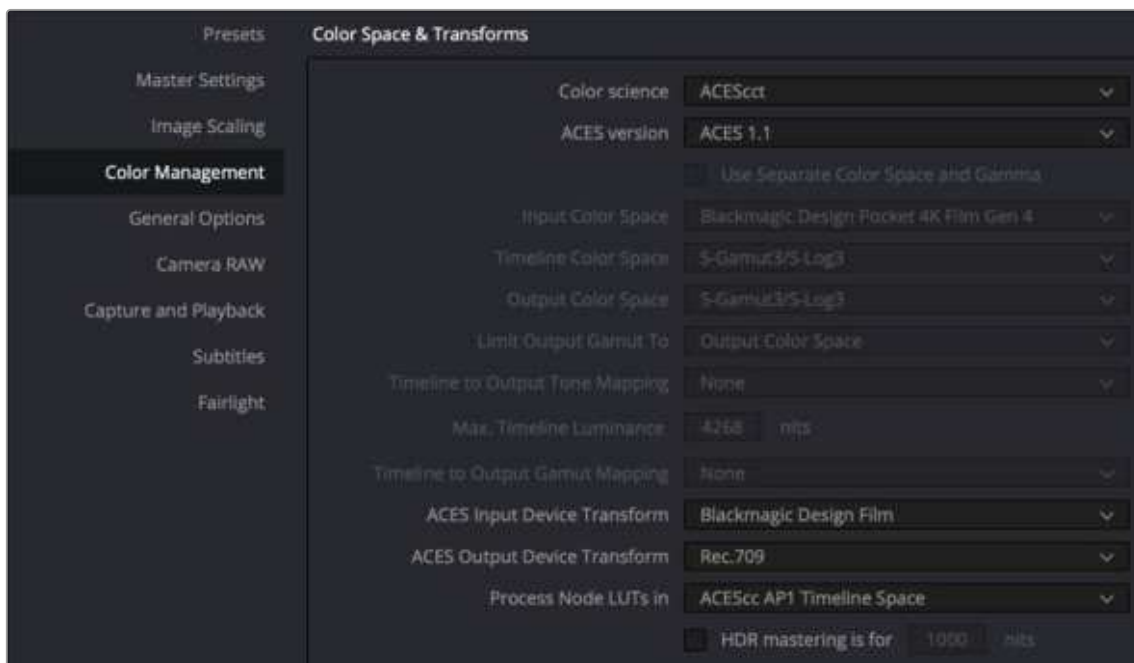 Presets
Master Settings
Image Scaling
Color Management
General Options
Camera RAW
Capture and Playback
Subtitles
Fairlight
Color Space & Transforms
Color science ACEScct
ACES version ACES 1.1
Use Separate Color Space and Gamma
Input Color Space Blackmagic Design Pocket 4K Film Gen 4
Timeline Color Space S-Gamut3/S-Log3
Output Color Space S-Gamut3/S-Log3
Limit Output Gamut To Output Color Space
Timeline to Output Tone Mapping None
Max. Timeline Luminance 4268 nits
Timeline to Output Gamut Mapping None
ACES Input Device Transform Blackmagic Design Film
ACES Output Device Transform Rec.709
Process Node LUTs in ACEScc AP1 Timeline Space
HDR mastering is for 1000 nits